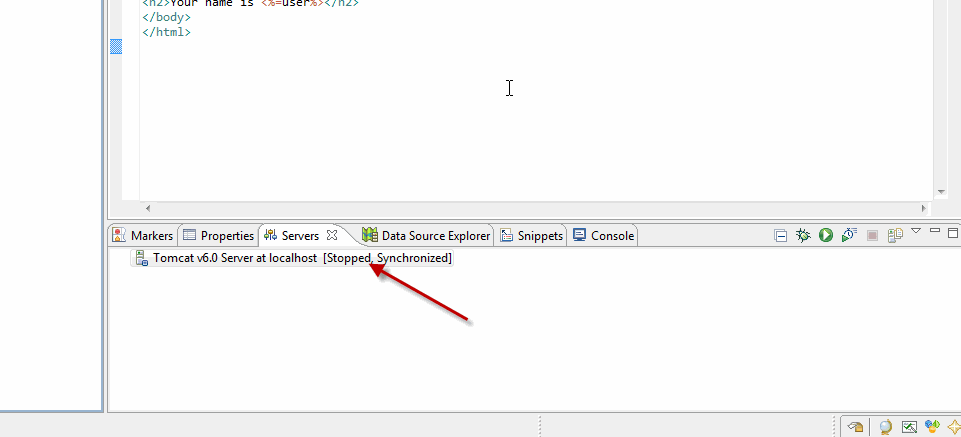 <h2>Your name is <%=user%></h2>
</body>
</html>
Markers Properties Servers Data Source Explorer Snippets Console
Tomcat v6.0 Server at localhost [Stopped, Synchronized]